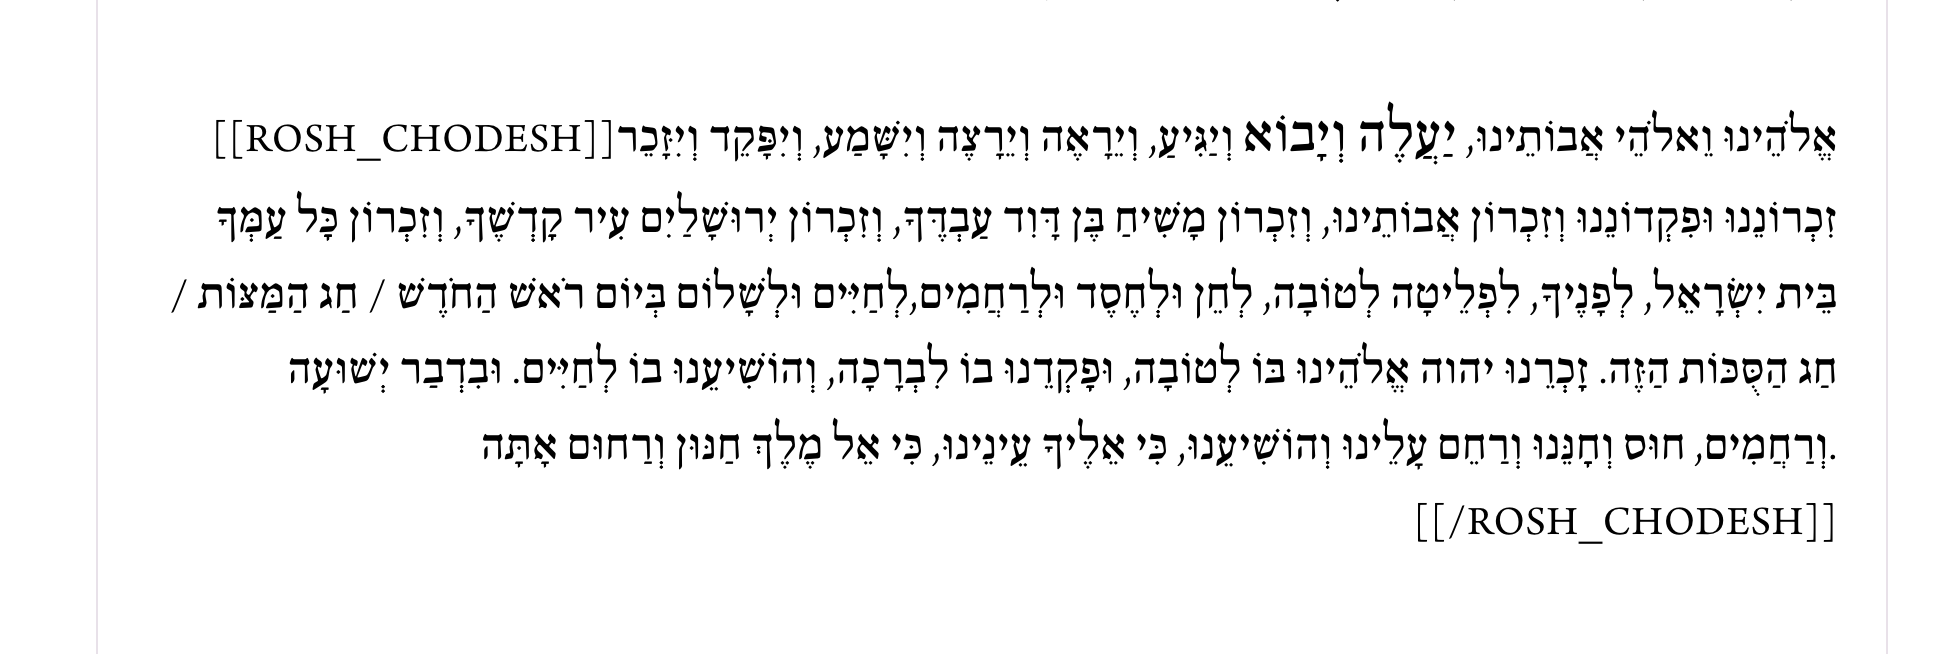 אֱלֹהֵינוּ וֵאלֹהֵי אֲבוֹתֵינוּ, יַעֲלֶה וְיָבוֹא וְיַגִּיעַ, וְיֵרָאֶה וְיֵרָצֶה וְיִשָּׁמַע, וְיִפָּקֵד וְיִזָּכֵר[[ROSH_CHODESH]]
זִכְרוֹנֵנוּ וּפִקְדוֹנֵנוּ וְזִכְרוֹן אֲבוֹתֵינוּ, וְזִכְרוֹן מָשִׁיחַ בֶּן דָּוִד עַבְדֶּךָ, וְזִכְרוֹן יְרוּשָׁלַיִם עִיר קָדְשֶׁךָ, וְזִכְרוֹן כָּל עַמְּךָ
בֵּית יִשְׂרָאֵל, לְפָנֶיךָ, לִפְלֵיטָה לְטוֹבָה, לְחֵן וּלְחֶסֶד וּלְרַחֲמִים,לְחַיִּים וּלְשָׁלוֹם בְּיוֹם רֹאשׁ הַחֹדֶשׁ / חַג הַמַּצּוֹת /
חַג הַסֻּכּוֹת הַזֶּה. זָכְרֵנוּ יהוה אֱלֹהֵינוּ בּוֹ לְטוֹבָה, וּפָקְדֵנוּ בוֹ לִבְרָכָה, וְהוֹשִׁיעֵנוּ בוֹ לְחַיִּים. וּבִדְבַר יְשׁוּעָה
.וְרַחֲמִים, חוּס וְחָנֵּנוּ וְרַחֵם עָלֵינוּ וְהוֹשִׁיעֵנוּ, כִּי אֵלֶיךָ עֵינֵינוּ, כִּי אֵל מֶלֶךְ חַנּוּן וְרַחוּם אָתָּה
[[/ROSH_CHODESH]]